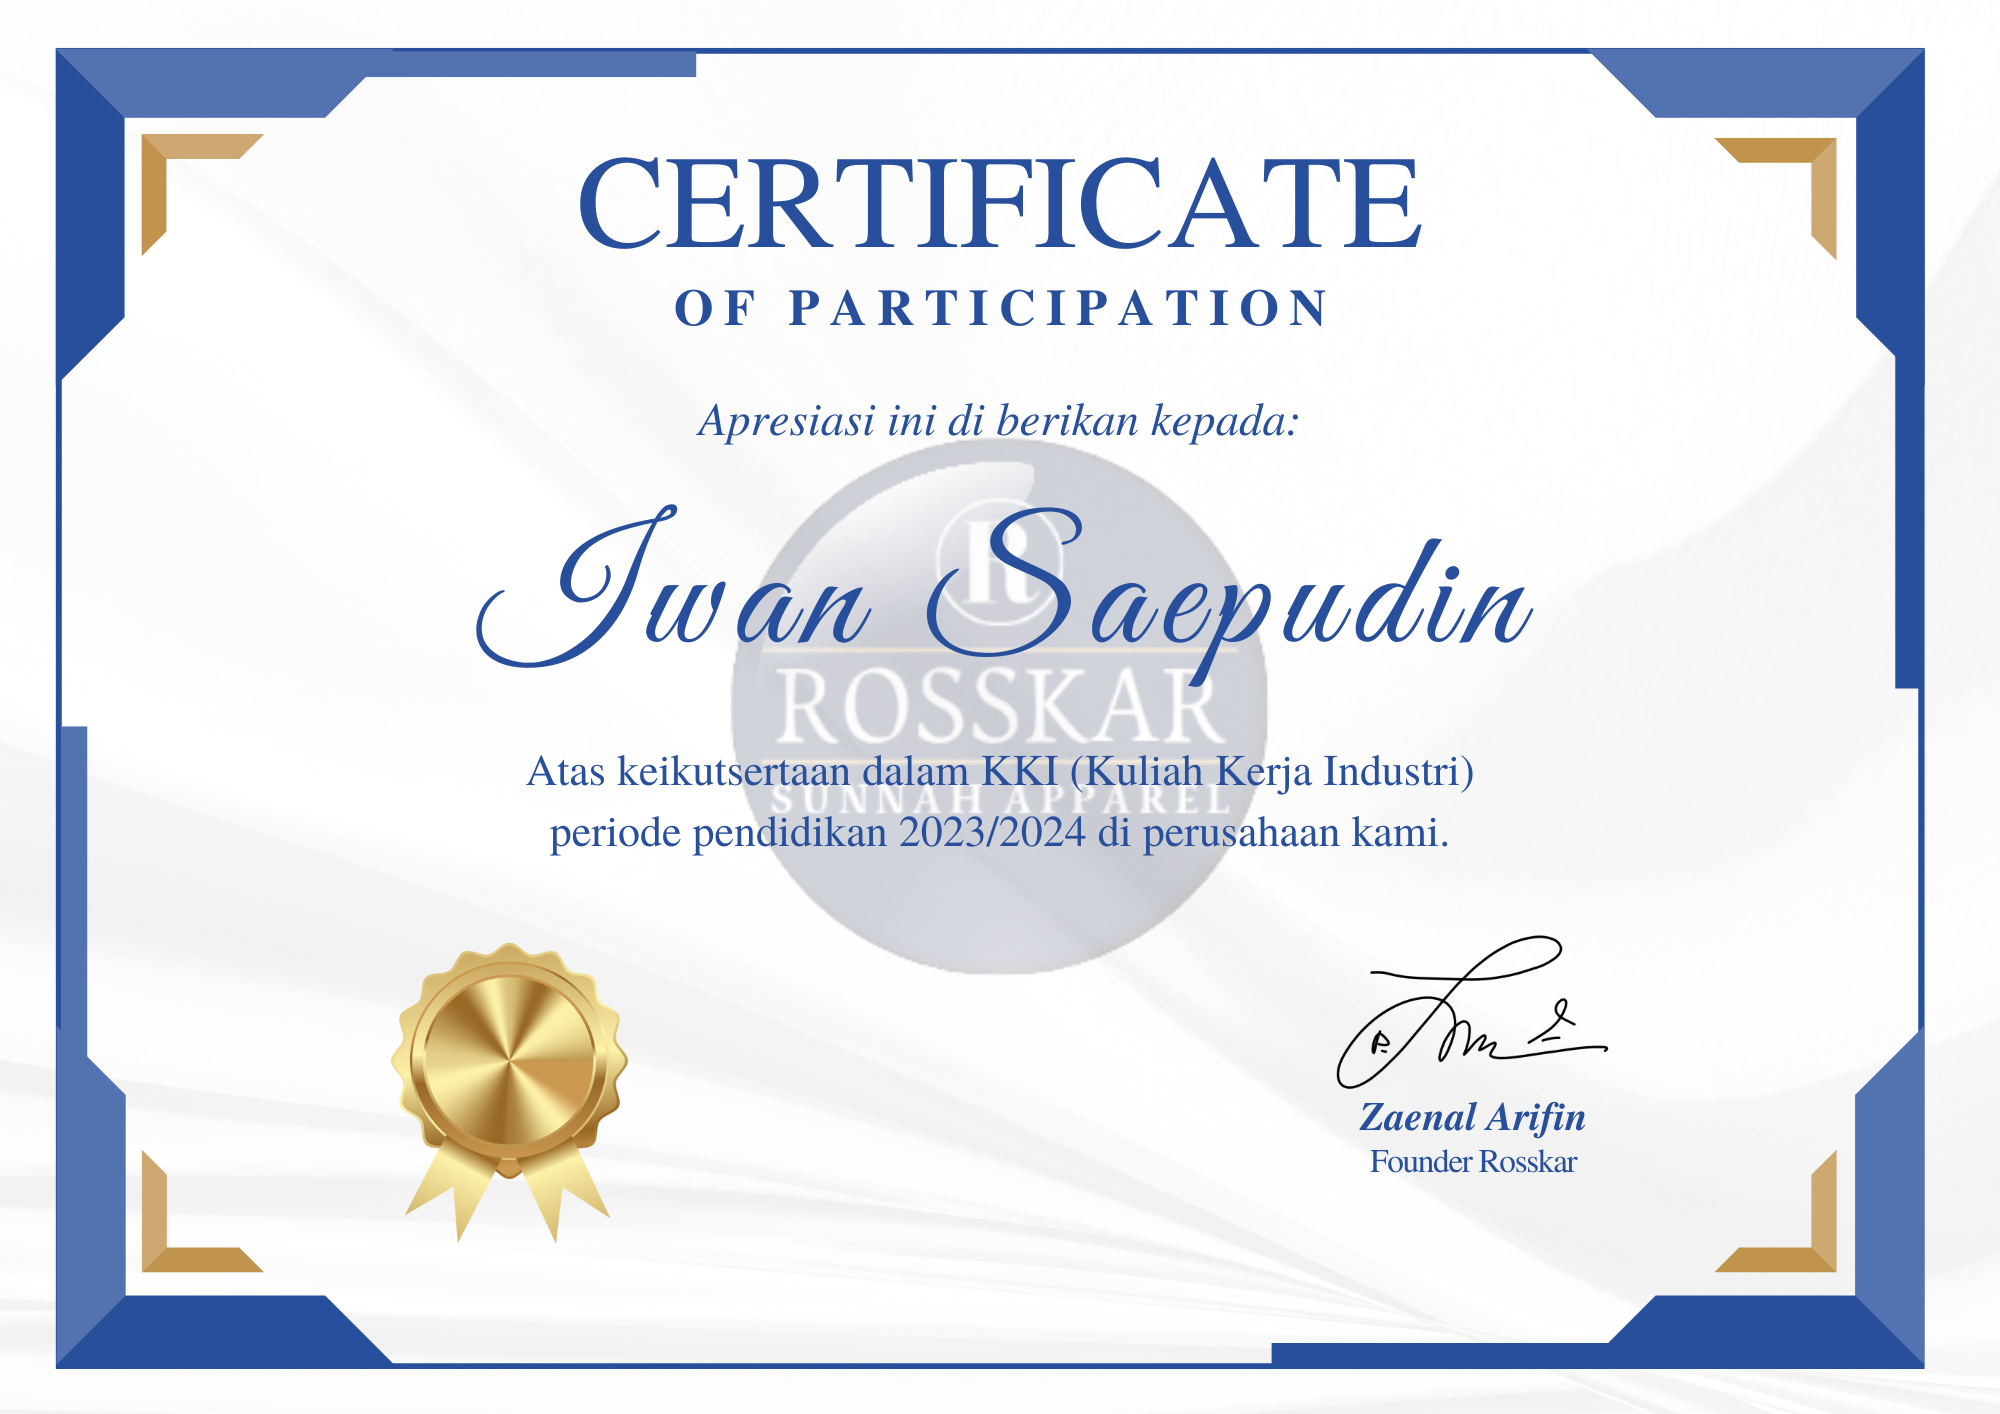 CERTIFICATE
OF PARTICIPATION
Apresiasi ini di berikan kepada:
R
Iwan Saepudin
ROSSKAR
Atas keikutsertaan dalam KKI (Kuliah Kerja Industri)
SUNNAH APPAREL
periode pendidikan 2023/2024 di perusahaan kami.
Zaenal Arifin
Founder Rosskar